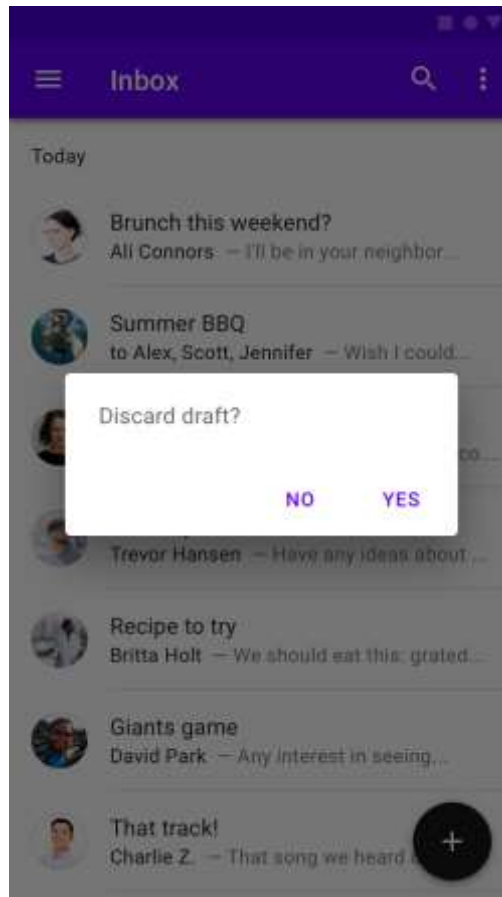 Inbox
Today
Brunch this weekend?
Ali Connors — I'll be in your neighbor...
Summer BBQ
to Alex, Scott, Jennifer — Wish I could...
Discard draft?
co ...
NO YES
Trevor Hansen — Have any ideas about ...
Recipe to try
Britta Holt — We should eat this: grated...
Giants game
David Park — Any interest in seeing...
That track!
Charlie Z. — That song we heard
+